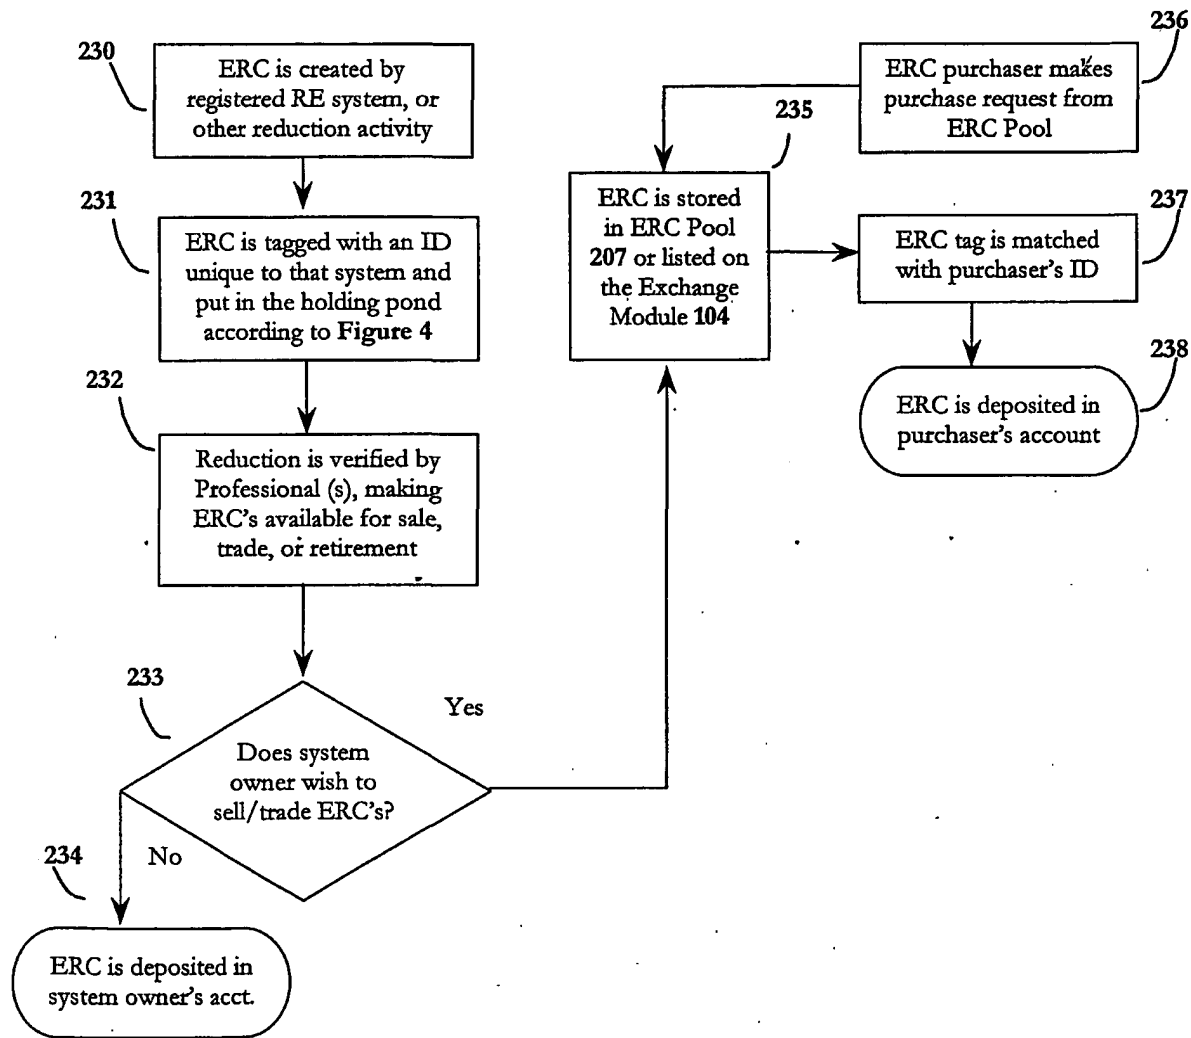 230
ERC is created by
registered RE system, or
other reduction activity
231
ERC is tagged with an ID
unique to that system and
put in the holding pond
according to Figure 4
232
Reduction is verified by
Professional (s), making
ERC's available for sale,
trade, or retirement
233
Does system
owner wish to
sell/trade ERC's?
Yes
No
234
ERC is deposited in
system owner's acct.
235
ERC is stored
in ERC Pool
207 or listed on
the Exchange
Module 104
236
ERC purchaser makes
purchase request from
ERC Pool
237
ERC tag is matched
with purchaser's ID
238
ERC is deposited in
purchaser's account